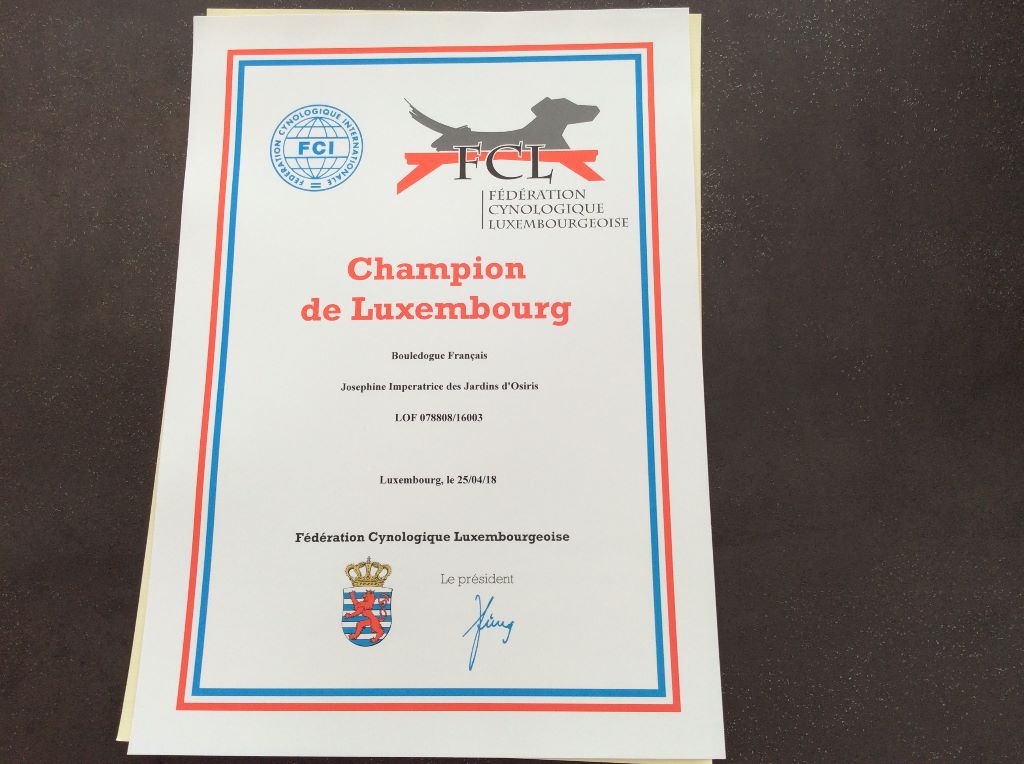 FEDERATION CYNOLOGIQUE INTERNATIONALE
FCI
FCL
FÉDÉRATION
CYNOLOGIQUE
LUXEMBOURGEOISE
Champion
de Luxembourg
Bouledogue Français
Josephine Imperatrice des Jardins d'Osiris
LOF 078808/16003
Luxembourg, le 25/04/18
Fédération Cynologique Luxembourgeoise
Le président